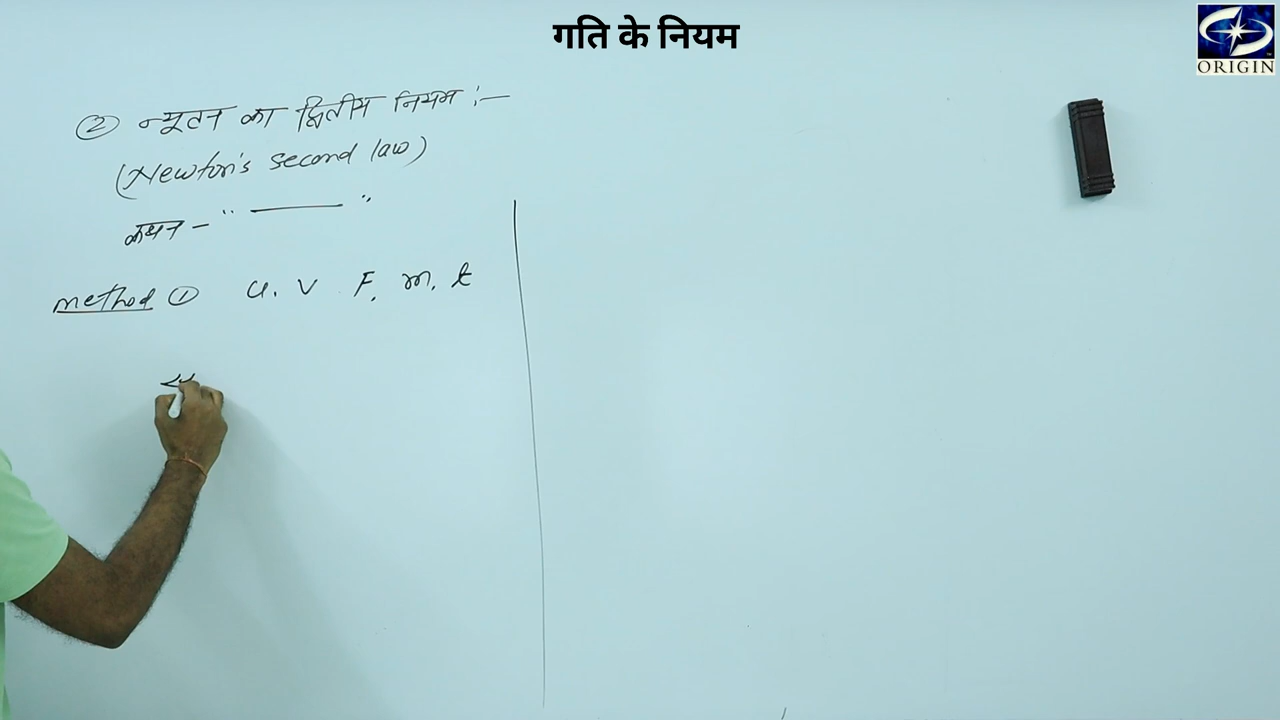 गति के नियम
ORIGIN
② न्यूटन का द्वितीय नियम :—
(Newton's second law)
कथन – " ——— "
method ① u. v F. m. t